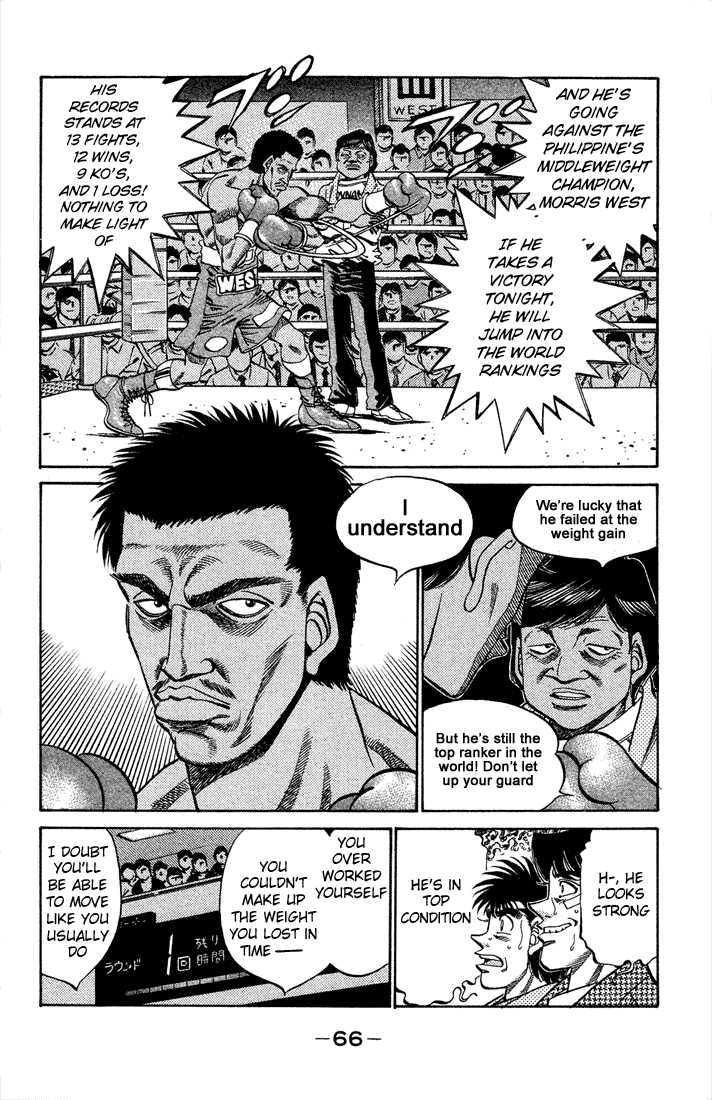 AND HE'S
GOING
AGAINST THE
PHILIPPINE'S
MIDDLEWEIGHT
CHAMPION,
MORRIS WEST
IF HE
TAKES A
VICTORY
TONIGHT,
HE WILL
JUMP INTO
THE WORLD
RANKINGS
HIS
RECORDS
STANDS AT
13 FIGHTS,
12 WINS,
9 KO'S,
AND 1 LOSS!
NOTHING TO
MAKE LIGHT
OF
WEST
WES
We're lucky that
he failed at the
weight gain
But he's still the
top ranker in the
world! Don't let
up your guard
I
understand
H-, HE
LOOKS
STRONG
HE'S IN
TOP
CONDITION
YOU
OVER
WORKED
YOURSELF
YOU
COULDN'T
MAKE UP
THE WEIGHT
YOU LOST IN
TIME ——
I DOUBT
YOU'LL
BE ABLE
TO MOVE
LIKE YOU
USUALLY
DO
ラウンド
1回
残り
時間
-66-